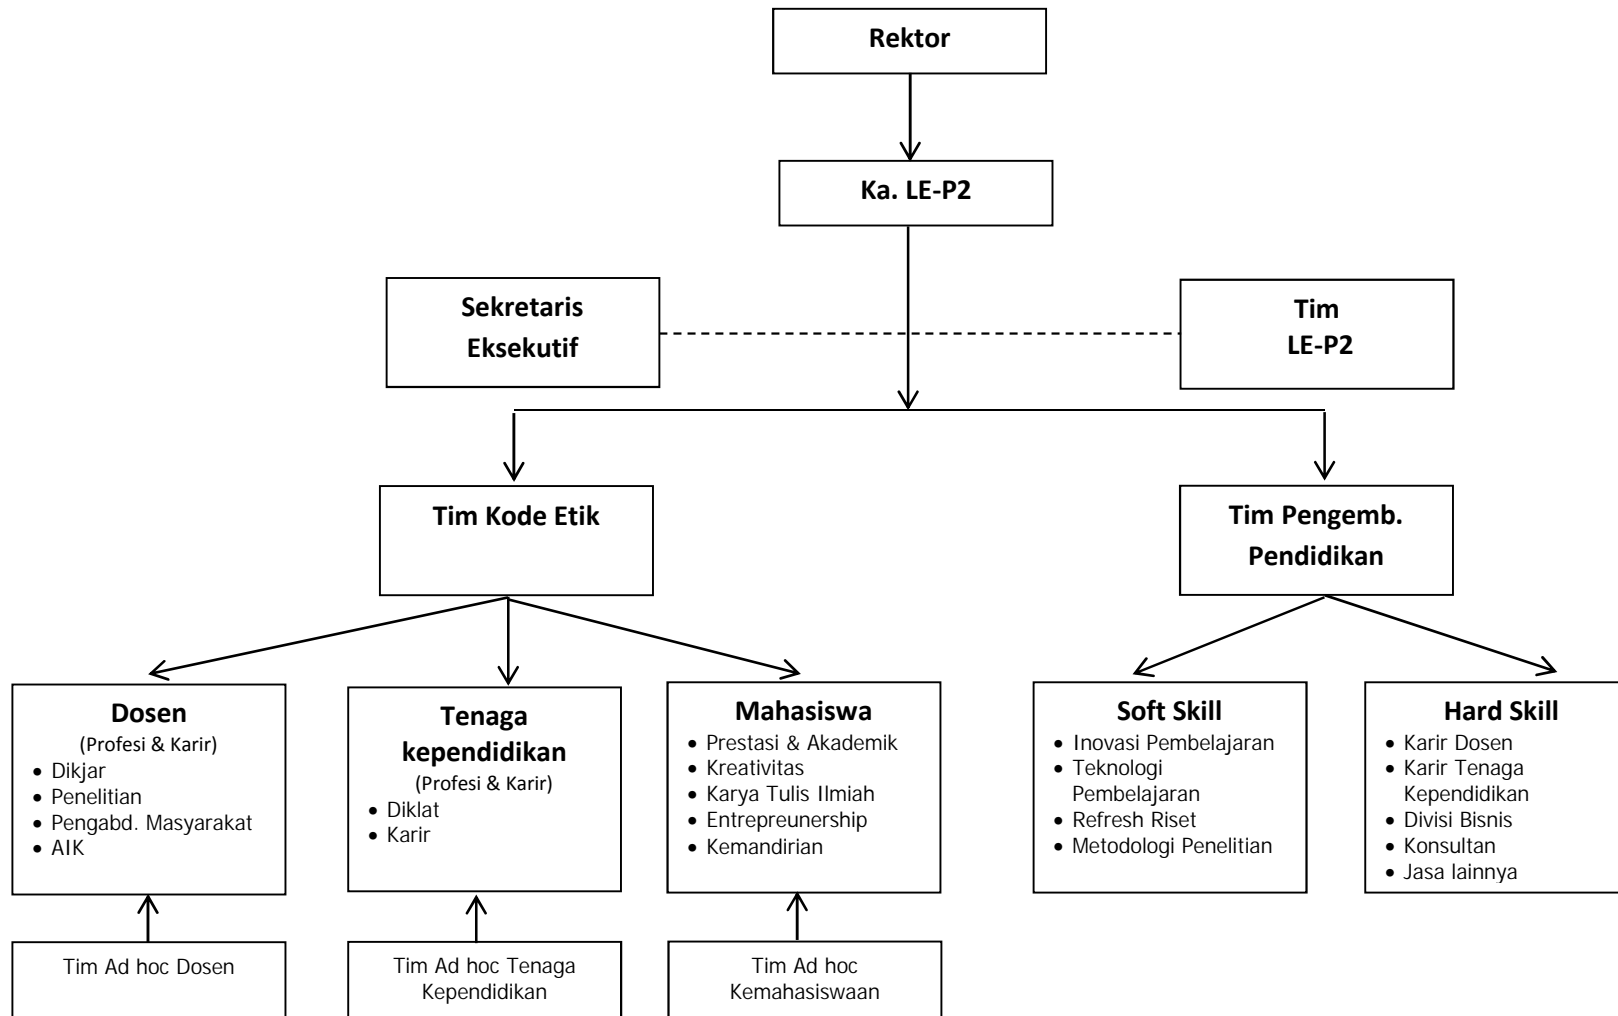 Rektor
Ka. LE-P2
Sekretaris
Eksekutif
Tim
LE-P2
Tim Kode Etik
Tim Pengemb.
Pendidikan
Dosen
(Profesi & Karir)
• Dikjar
• Penelitian
• Pengabd. Masyarakat
• AIK
Tenaga
kependidikan
(Profesi & Karir)
• Diklat
• Karir
Mahasiswa
• Prestasi & Akademik
• Kreativitas
• Karya Tulis Ilmiah
• Entrepreunership
• Kemandirian
Soft Skill
• Inovasi Pembelajaran
• Teknologi
Pembelajaran
• Refresh Riset
• Metodologi Penelitian
Hard Skill
• Karir Dosen
• Karir Tenaga
Kependidikan
• Divisi Bisnis
• Konsultan
• Jasa lainnya
Tim Ad hoc Dosen
Tim Ad hoc Tenaga
Kependidikan
Tim Ad hoc
Kemahasiswaan